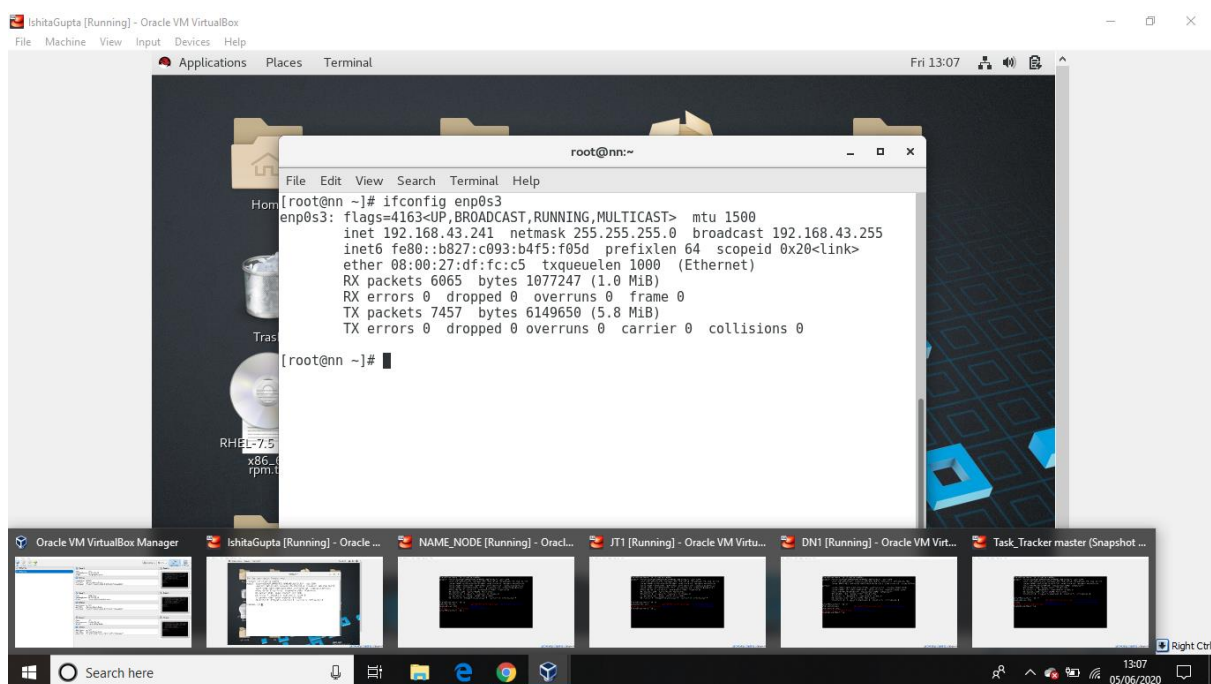 IshitaGupta [Running] - Oracle VM VirtualBox
File Machine View Input Devices Help
Applications Places Terminal Fri 13:07
root@nn:~
File Edit View Search Terminal Help
[root@nn ~]# ifconfig enp0s3
enp0s3: flags=4163<UP,BROADCAST,RUNNING,MULTICAST> mtu 1500
inet 192.168.43.241 netmask 255.255.255.0 broadcast 192.168.43.255
inet6 fe80::b827:c093:b4f5:f05d prefixlen 64 scopeid 0x20<link>
ether 08:00:27:df:fc:c5 txqueuelen 1000 (Ethernet)
RX packets 6065 bytes 1077247 (1.0 MiB)
RX errors 0 dropped 0 overruns 0 frame 0
TX packets 7457 bytes 6149650 (5.8 MiB)
TX errors 0 dropped 0 overruns 0 carrier 0 collisions 0
[root@nn ~]#
Hom
Tras
RHEL-7.5
x86_6
rpm.t
Oracle VM VirtualBox Manager
IshitaGupta [Running] - Oracle ...
NAME_NODE [Running] - Oracl...
JT1 [Running] - Oracle VM Virtu...
DN1 [Running] - Oracle VM Virt...
Task_Tracker master (Snapshot ...
Right Ctrl
Search here
13:07
05/06/2020